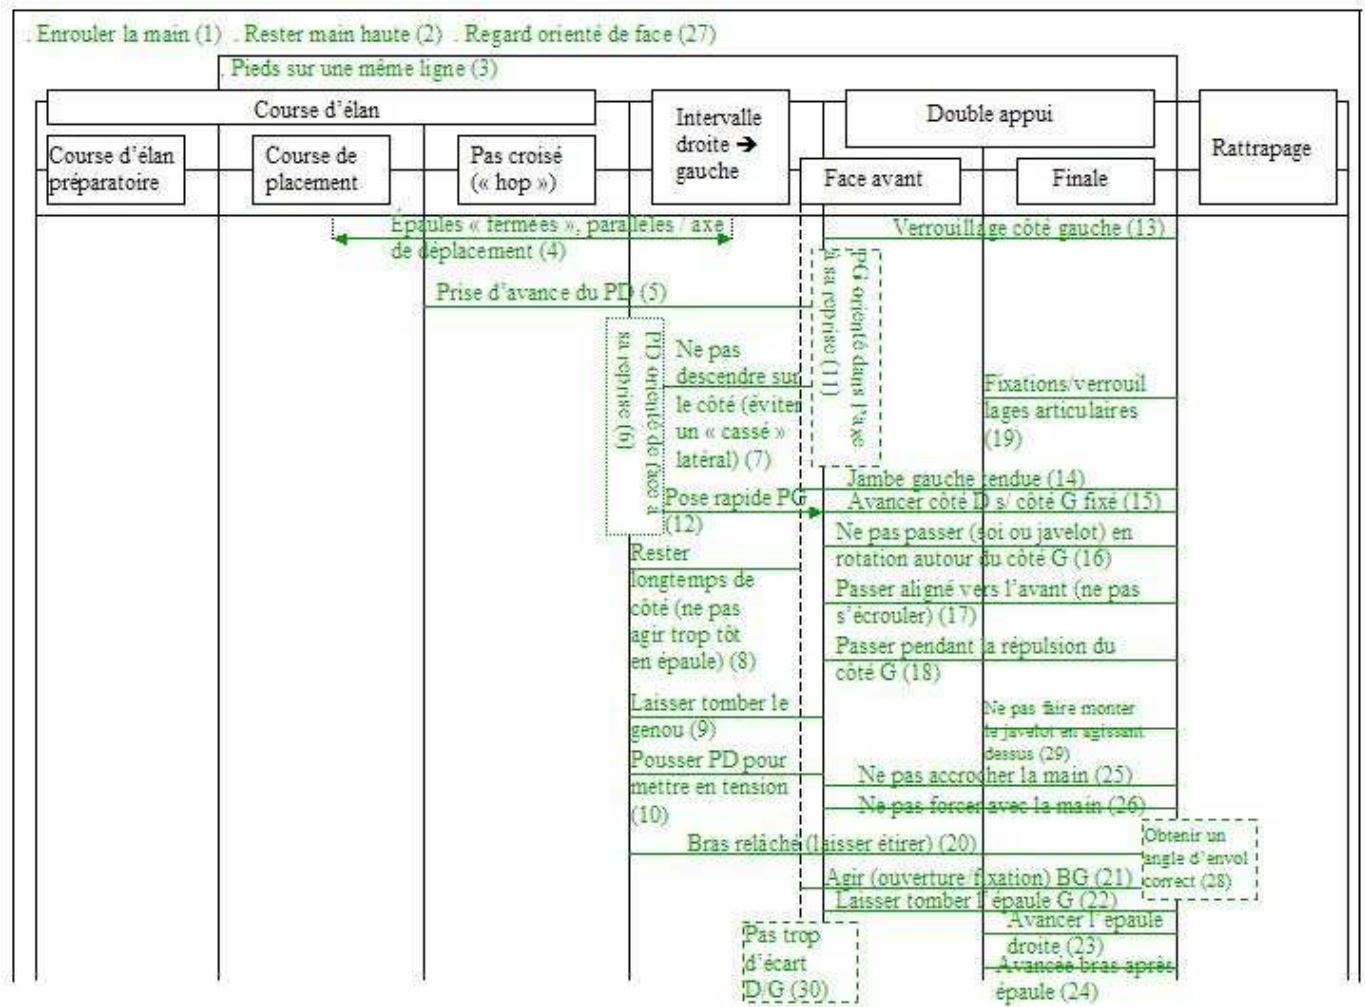 . Enrouler la main (1) . Rester main haute (2) . Regard orienté de face (27)
. Pieds sur une même ligne (3)
Course d'élan
Intervalle
droite ➔
gauche
Double appui
Rattrapage
Course d'élan
préparatoire
Course de
placement
Pas croisé
(« hop »)
Face avant
Finale
Épaules « fermées », parallèles / axe
de déplacement (4)
Verrouillage côté gauche (13)
Prise d'avance du PD (5)
PG orienté dans l'axe
à sa reprise (11)
PD orienté de face à
sa reprise (6)
Ne pas
descendre sur
le côté (éviter
un « cassé »
latéral) (7)
Fixations/verrouil
lages articulaires
(19)
Jambe gauche tendue (14)
Pose rapide PG
(12)
Avancer côté D s/ côté G fixé (15)
Ne pas passer (soi ou javelot) en
rotation autour du côté G (16)
Rester
longtemps de
côté (ne pas
agir trop tôt
en épaule) (8)
Passer aligné vers l'avant (ne pas
s'écrouler) (17)
Passer pendant la répulsion du
côté G (18)
Laisser tomber le
genou (9)
Ne pas faire monter
le javelot en agissant
dessus (29)
Pousser PD pour
mettre en tension
(10)
Ne pas accrocher la main (25)
Ne pas forcer avec la main (26)
Bras relâché (laisser étirer) (20)
Obtenir un
angle d'envol
correct (28)
Agir (ouverture/fixation) BG (21)
Laisser tomber l'épaule G (22)
Avancer l'épaule
droite (23)
Pas trop
d'écart
D/G (30)
Avancée bras après
épaule (24)